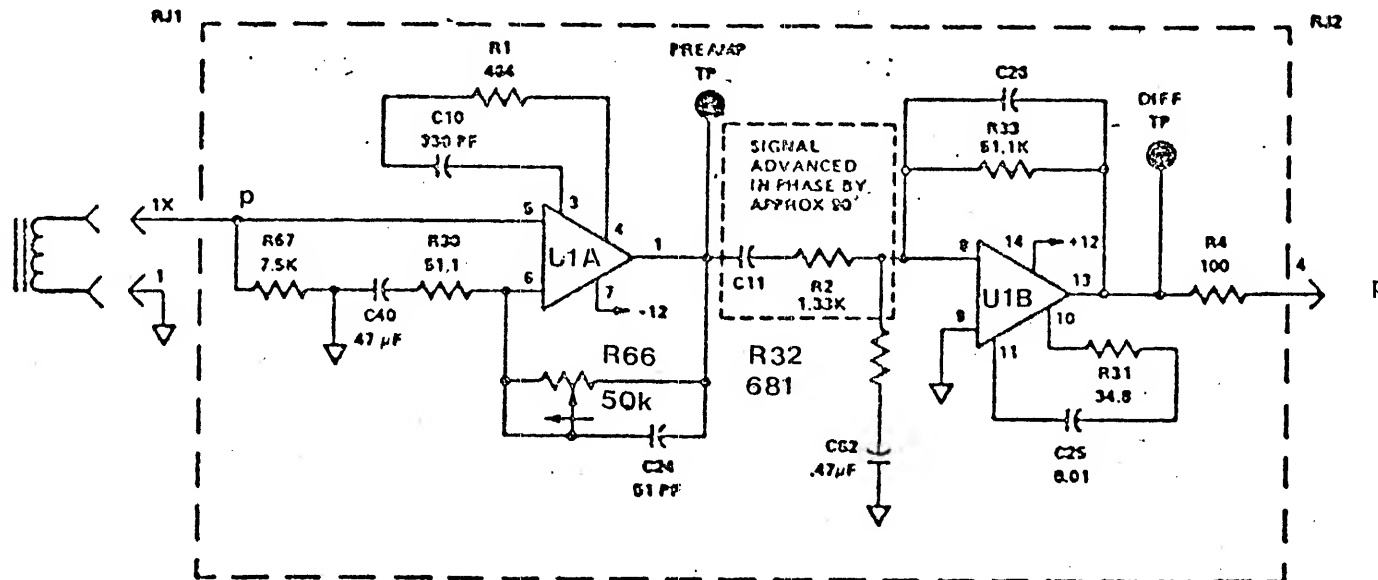 RJ1
RJ2
R1
PREAMP
TP
C10
330 PF
SIGNAL
ADVANCED
IN PHASE BY
APPROX 90°
R33
51.1K
DIFF
TP
1X
P
5
3
4
1
6
7
-12
U1A
R67
7.5K
R30
51.1
C40
47 µF
C11
R2
1.33K
8
14
+12
13
9
10
11
U1B
R4
100
4
P
1
R66
50k
R32
681
R31
34.8
C24
51 PF
C62
.47µF
C25